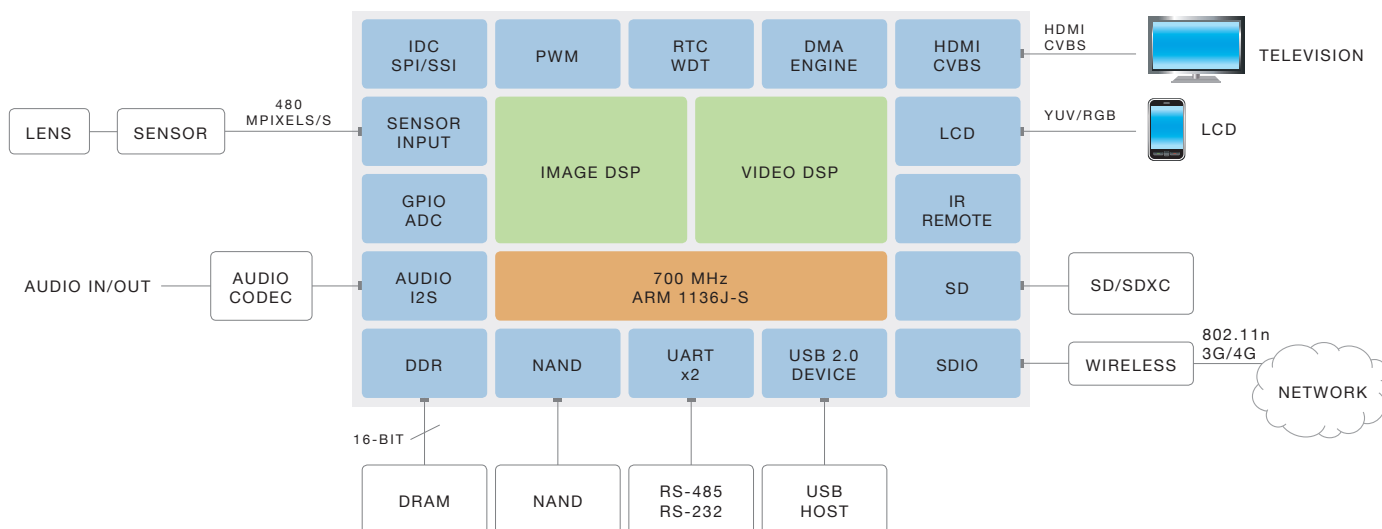 IDC
SPI/SSI
PWM
RTC
WDT
DMA
ENGINE
HDMI
CVBS
HDMI
CVBS
TELEVISION
LENS
SENSOR
480
MPIXELS/S
SENSOR
INPUT
IMAGE DSP
VIDEO DSP
LCD
YUV/RGB
LCD
GPIO
ADC
IR
REMOTE
AUDIO IN/OUT
AUDIO
CODEC
AUDIO
I2S
700 MHz
ARM 1136J-S
SD
SD/SDXC
DDR
NAND
UART
x2
USB 2.0
DEVICE
SDIO
WIRELESS
802.11n
3G/4G
NETWORK
16-BIT
DRAM
NAND
RS-485
RS-232
USB
HOST